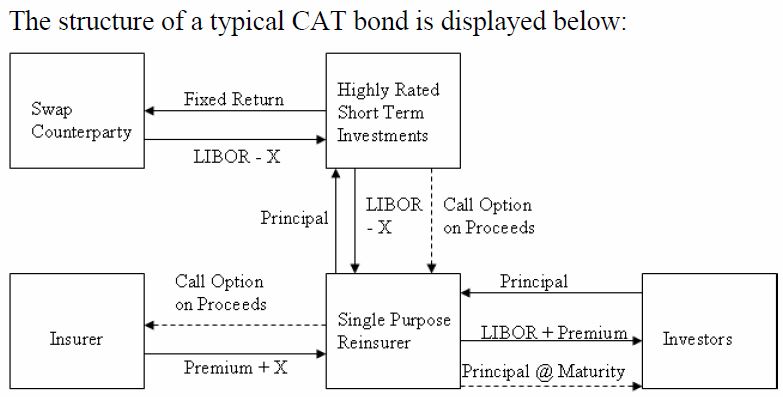 The structure of a typical CAT bond is displayed below:
Swap
Counterparty
Fixed Return
LIBOR - X
Highly Rated
Short Term
Investments
Principal
LIBOR
- X
Call Option
on Proceeds
Insurer
Call Option
on Proceeds
Premium + X
Single Purpose
Reinsurer
Principal
LIBOR + Premium
Principal @ Maturity
Investors